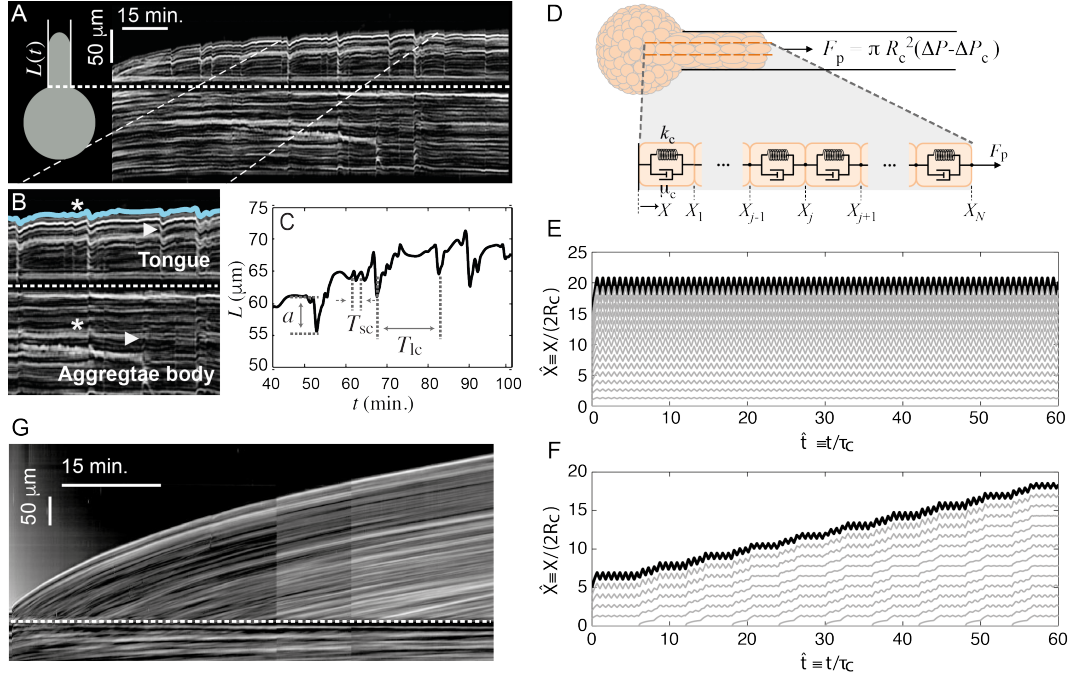 A
15 min.
50 μm
L(t)
B
*
Tongue
*
Aggregtae body
C
L (μm)
70
65
60
55
50
a
T_sc
T_lc
40 50 60 70 80 90 100
t (min.)
D
F_p = π R_c^2(ΔP-ΔP_c)
k_c
... ...
F_p
μ_c
X X_1 X_j-1 X_j X_j+1 X_N
E
X̂≡X/(2R_C)
25
20
15
10
5
0
0 10 20 30 40 50 60
t̂ ≡t/τ_C
F
X̂≡X/(2R_C)
20
15
10
5
0
0 10 20 30 40 50 60
t̂ ≡t/τ_C
G
15 min.
50 μm